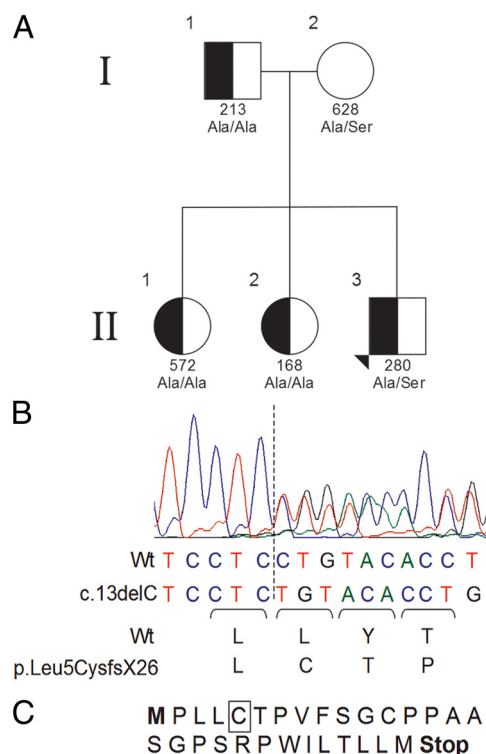 A
1 2
I
213 628
Ala/Ala Ala/Ser
1 2 3
II
572 168 280
Ala/Ala Ala/Ala Ala/Ser
B
Wt T C C T C C T G T A C A C C T
c.13delC T C C T C T G T A C A C C T G
Wt L L Y T
p.Leu5CysfsX26 L C T P
C
M P L L C T P V F S G C P P A A
S G P S R P W I L T L L M Stop